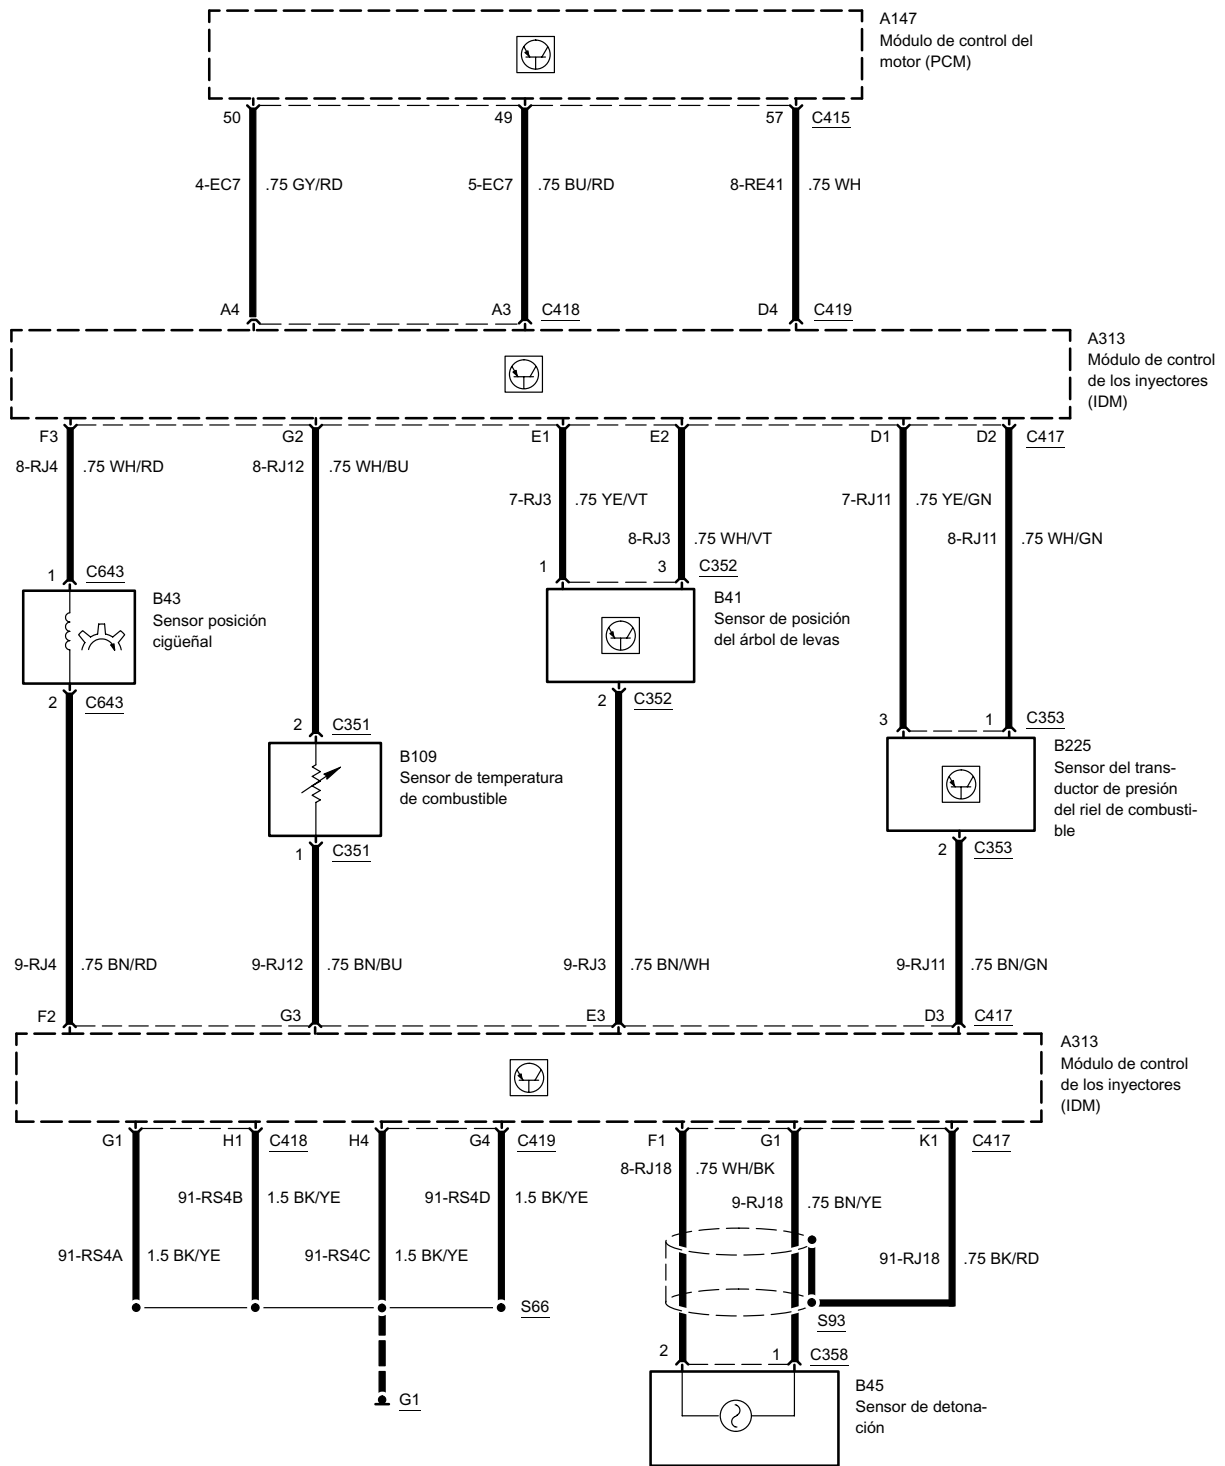 A147
Módulo de control del
motor (PCM)
50
49
57
C415
4-EC7
.75 GY/RD
5-EC7
.75 BU/RD
8-RE41
.75 WH
A4
A3
C418
D4
C419
A313
Módulo de control
de los inyectores
(IDM)
F3
G2
E1
E2
D1
D2
C417
8-RJ4
.75 WH/RD
8-RJ12
.75 WH/BU
7-RJ3
.75 YE/VT
7-RJ11
.75 YE/GN
8-RJ3
.75 WH/VT
8-RJ11
.75 WH/GN
1
C643
1
3
C352
B43
Sensor posición
cigüeñal
B41
Sensor de posición
del árbol de levas
2
C643
2
C352
2
C351
3
1
C353
B109
Sensor de temperatura
de combustible
B225
Sensor del trans-
ductor de presión
del riel de combusti-
ble
1
C351
2
C353
9-RJ4
.75 BN/RD
9-RJ12
.75 BN/BU
9-RJ3
.75 BN/WH
9-RJ11
.75 BN/GN
F2
G3
E3
D3
C417
A313
Módulo de control
de los inyectores
(IDM)
G1
H1
C418
H4
G4
C419
F1
G1
K1
C417
8-RJ18
.75 WH/BK
91-RS4B
1.5 BK/YE
91-RS4D
1.5 BK/YE
9-RJ18
.75 BN/YE
91-RS4A
1.5 BK/YE
91-RS4C
1.5 BK/YE
91-RJ18
.75 BK/RD
S66
S93
2
1
C358
G1
B45
Sensor de detona-
ción